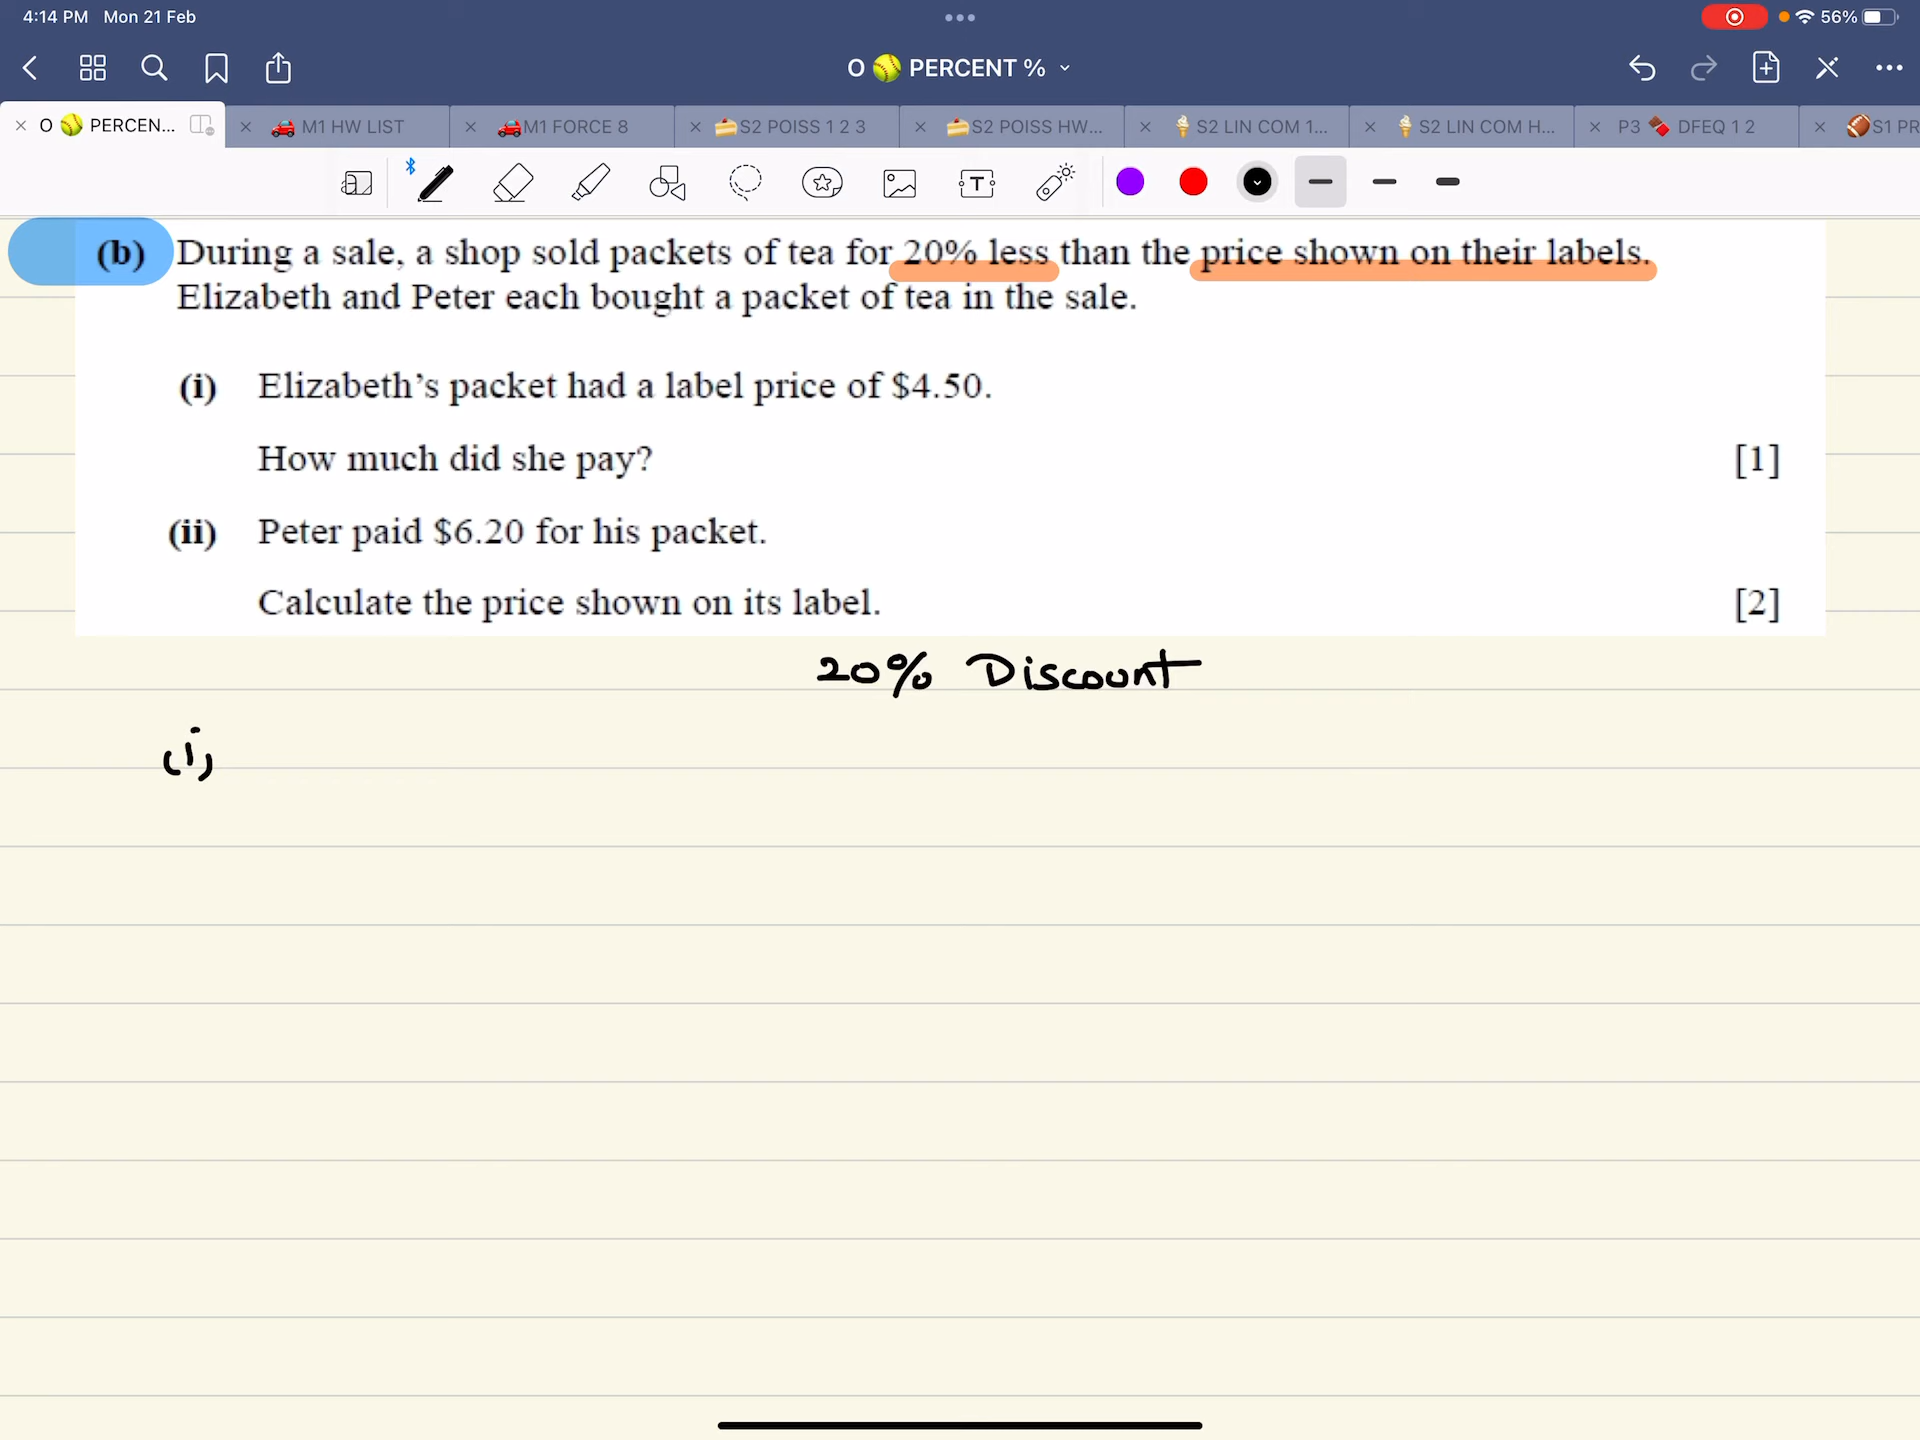 4:14 PM Mon 21 Feb
56%
O PERCENT %
O PERCEN...
M1 HW LIST
M1 FORCE 8
S2 POISS 1 2 3
S2 POISS HW...
S2 LIN COM 1...
S2 LIN COM H...
P3 DFEQ 1 2
S1 PR
(b) During a sale, a shop sold packets of tea for 20% less than the price shown on their labels.
Elizabeth and Peter each bought a packet of tea in the sale.
(i) Elizabeth's packet had a label price of $4.50.
How much did she pay? [1]
(ii) Peter paid $6.20 for his packet.
Calculate the price shown on its label. [2]
20% Discount
(i)